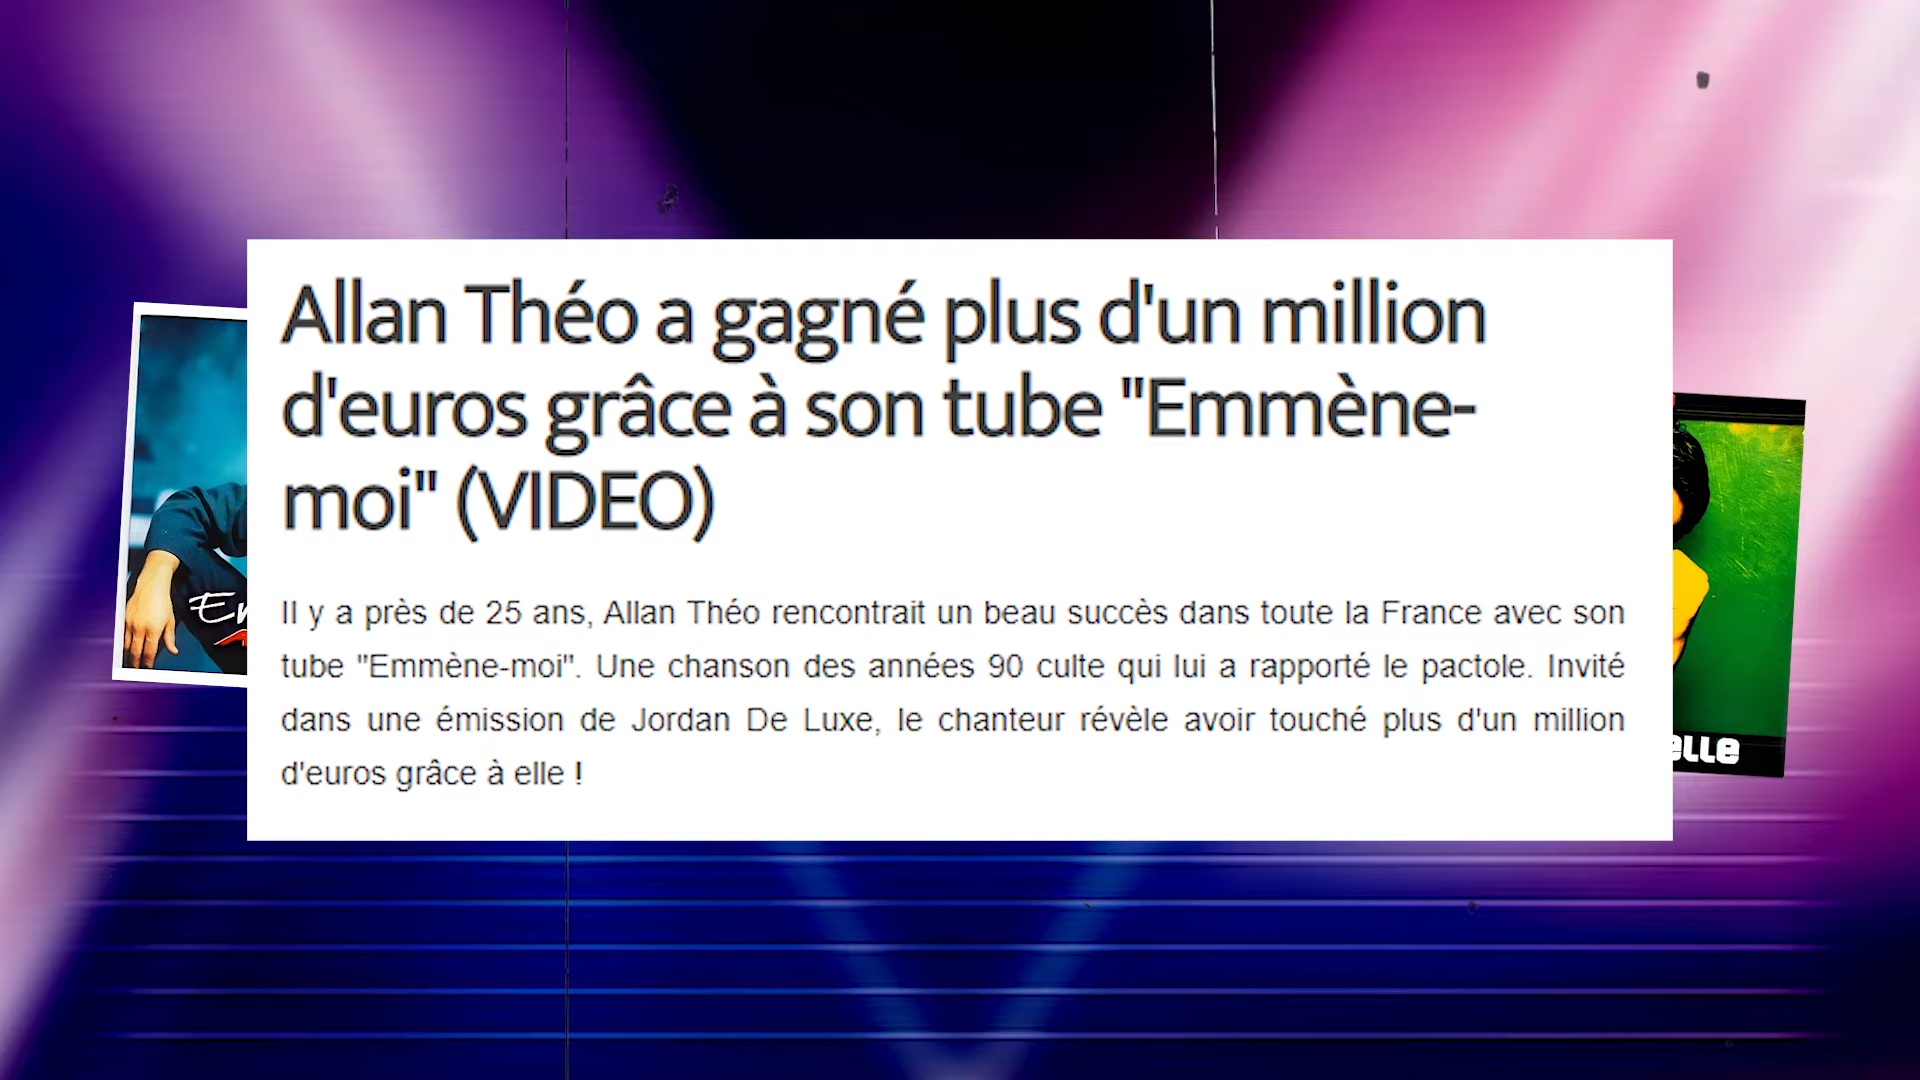 Allan Théo a gagné plus d'un million
d'euros grâce à son tube "Emmène-
moi" (VIDEO)
Il y a près de 25 ans, Allan Théo rencontrait un beau succès dans toute la France avec son
tube "Emmène-moi". Une chanson des années 90 culte qui lui a rapporté le pactole. Invité
dans une émission de Jordan De Luxe, le chanteur révèle avoir touché plus d'un million
d'euros grâce à elle !